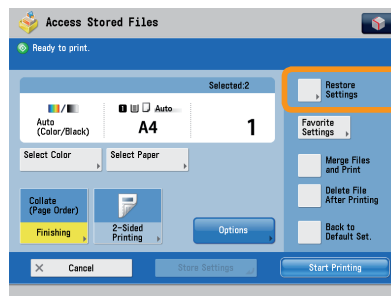 Access Stored Files
Ready to print.
Selected:2
Auto
(Color/Black)
Auto
A4
1
Select Color
Select Paper
Collate
(Page Order)
Finishing
2-Sided
Printing
Options
Restore
Settings
Favorite
Settings
Merge Files
and Print
Delete File
After Printing
Back to
Default Set.
Cancel
Store Settings
Start Printing